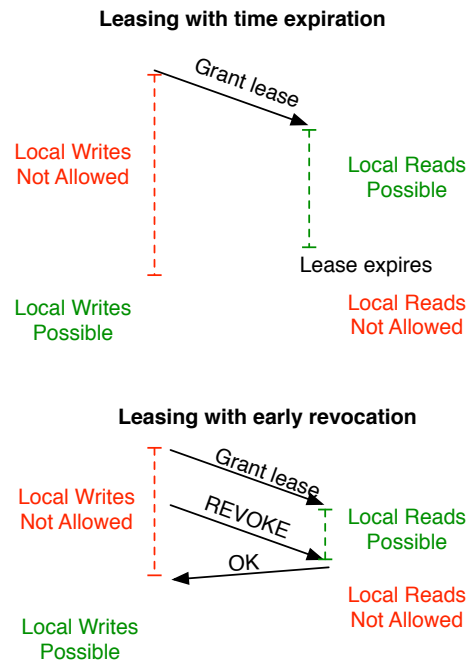 Leasing with time expiration
Grant lease
Local Writes
Not Allowed
Local Reads
Possible
Lease expires
Local Writes
Possible
Local Reads
Not Allowed
Leasing with early revocation
Grant lease
Local Writes
Not Allowed
REVOKE
Local Reads
Possible
OK
Local Reads
Not Allowed
Local Writes
Possible